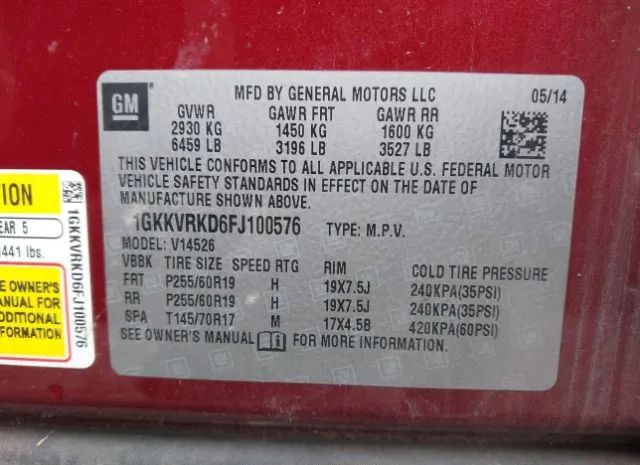 GM
MFD BY GENERAL MOTORS LLC 05/14
GVWR GAWR FRT GAWR RR
2930 KG 1450 KG 1600 KG
6459 LB 3196 LB 3527 LB
THIS VEHICLE CONFORMS TO ALL APPLICABLE U.S. FEDERAL MOTOR
VEHICLE SAFETY STANDARDS IN EFFECT ON THE DATE OF
MANUFACTURE SHOWN ABOVE.
1GKKVRKD6FJ100576 TYPE: M.P.V.
MODEL: V14526
VBBK TIRE SIZE SPEED RTG RIM COLD TIRE PRESSURE
FRT P255/60R19 H 19X7.5J 240KPA(35PSI)
RR P255/60R19 H 19X7.5J 240KPA(35PSI)
SPA T145/70R17 M 17X4.5B 420KPA(60PSI)
SEE OWNER'S MANUAL FOR MORE INFORMATION.
TION
EAR 5
441 lbs.
E OWNER'S
MANUAL FOR
ADDITIONAL
FORMATION
1GKKVRKD6FJ100576